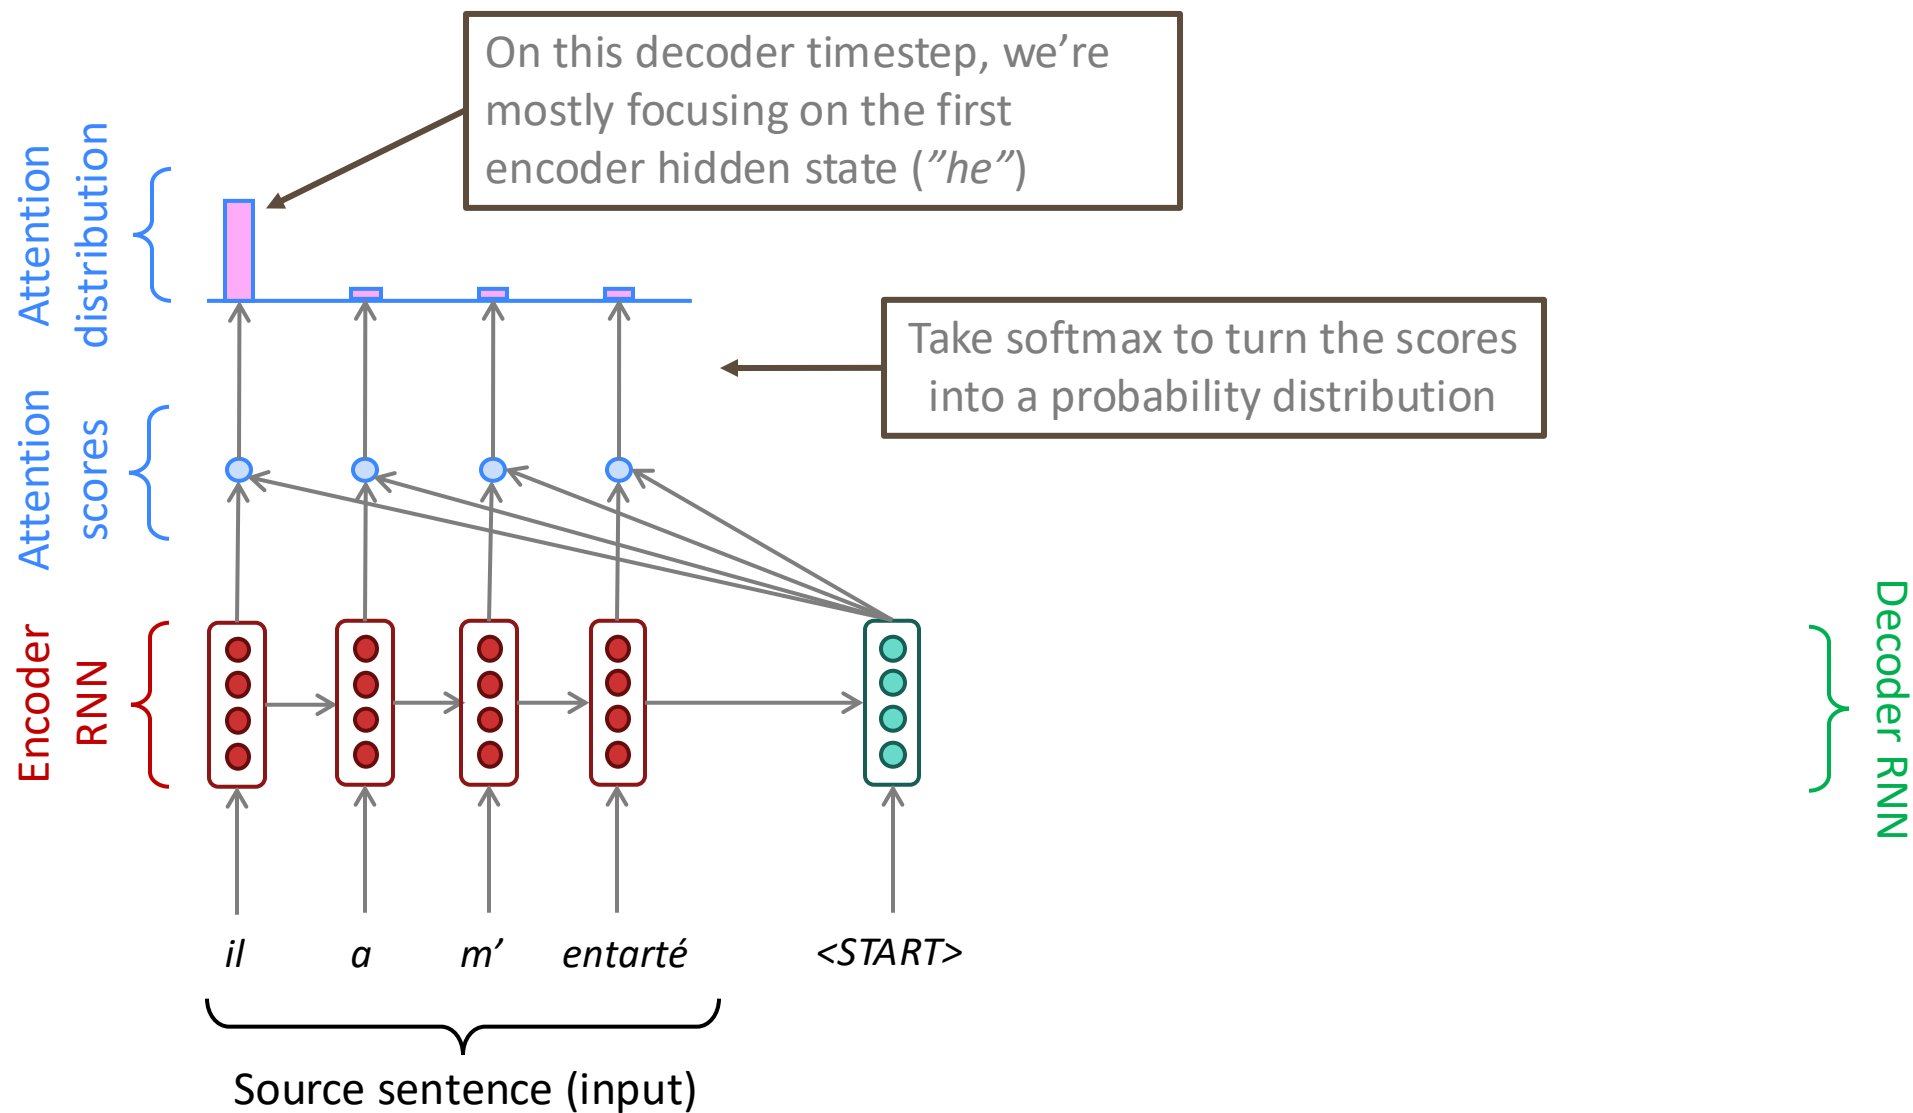 On this decoder timestep, we’re
mostly focusing on the first
encoder hidden state (”he”)
Attention
distribution
Take softmax to turn the scores
into a probability distribution
Attention
scores
Encoder
RNN
Decoder RNN
il a m’ entarté <START>
Source sentence (input)